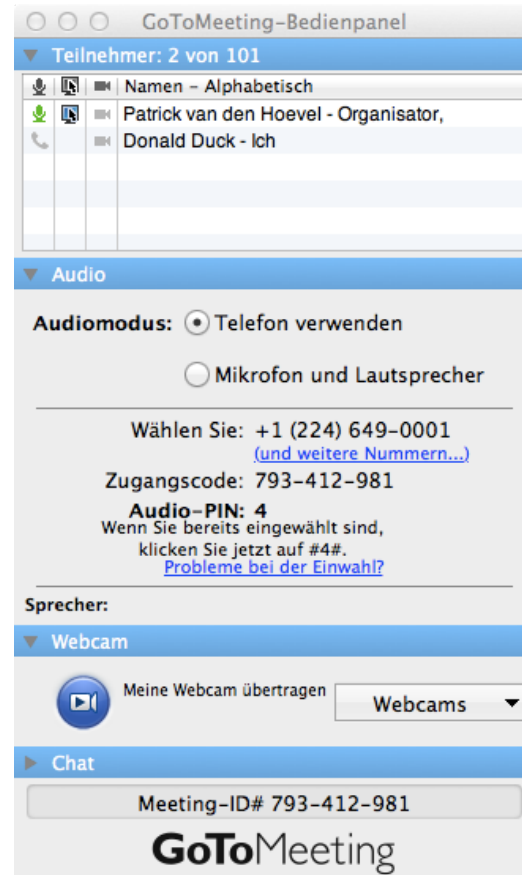 GoToMeeting-Bedienpanel
Teilnehmer: 2 von 101
Namen – Alphabetisch
Patrick van den Hoevel - Organisator,
Donald Duck - Ich
Audio
Audiomodus: Telefon verwenden
Mikrofon und Lautsprecher
Wählen Sie: +1 (224) 649-0001
(und weitere Nummern...)
Zugangscode: 793-412-981
Audio-PIN: 4
Wenn Sie bereits eingewählt sind,
klicken Sie jetzt auf #4#.
Probleme bei der Einwahl?
Sprecher:
Webcam
Meine Webcam übertragen Webcams
Chat
Meeting-ID# 793-412-981
GoToMeeting